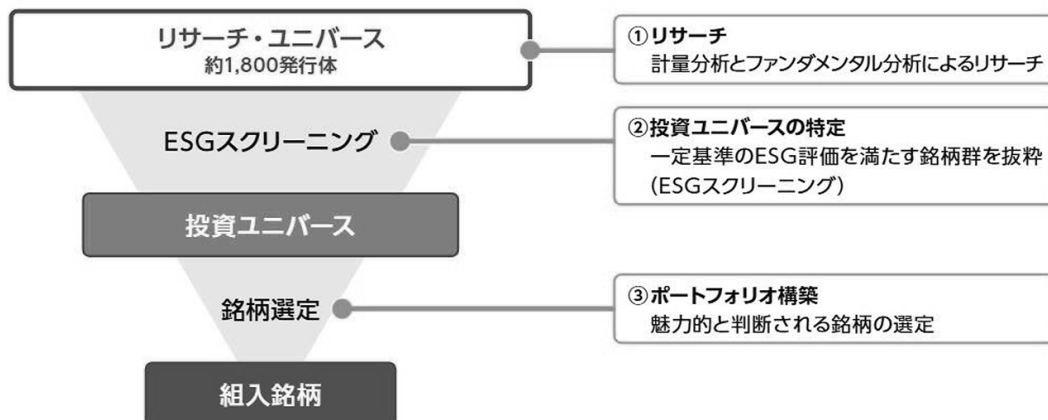 リサーチ・ユニバース
約1,800発行体
①リサーチ
計量分析とファンダメンタル分析によるリサーチ
ESGスクリーニング
②投資ユニバースの特定
一定基準のESG評価を満たす銘柄群を抜粋
(ESGスクリーニング)
投資ユニバース
銘柄選定
③ポートフォリオ構築
魅力的と判断される銘柄の選定
組入銘柄